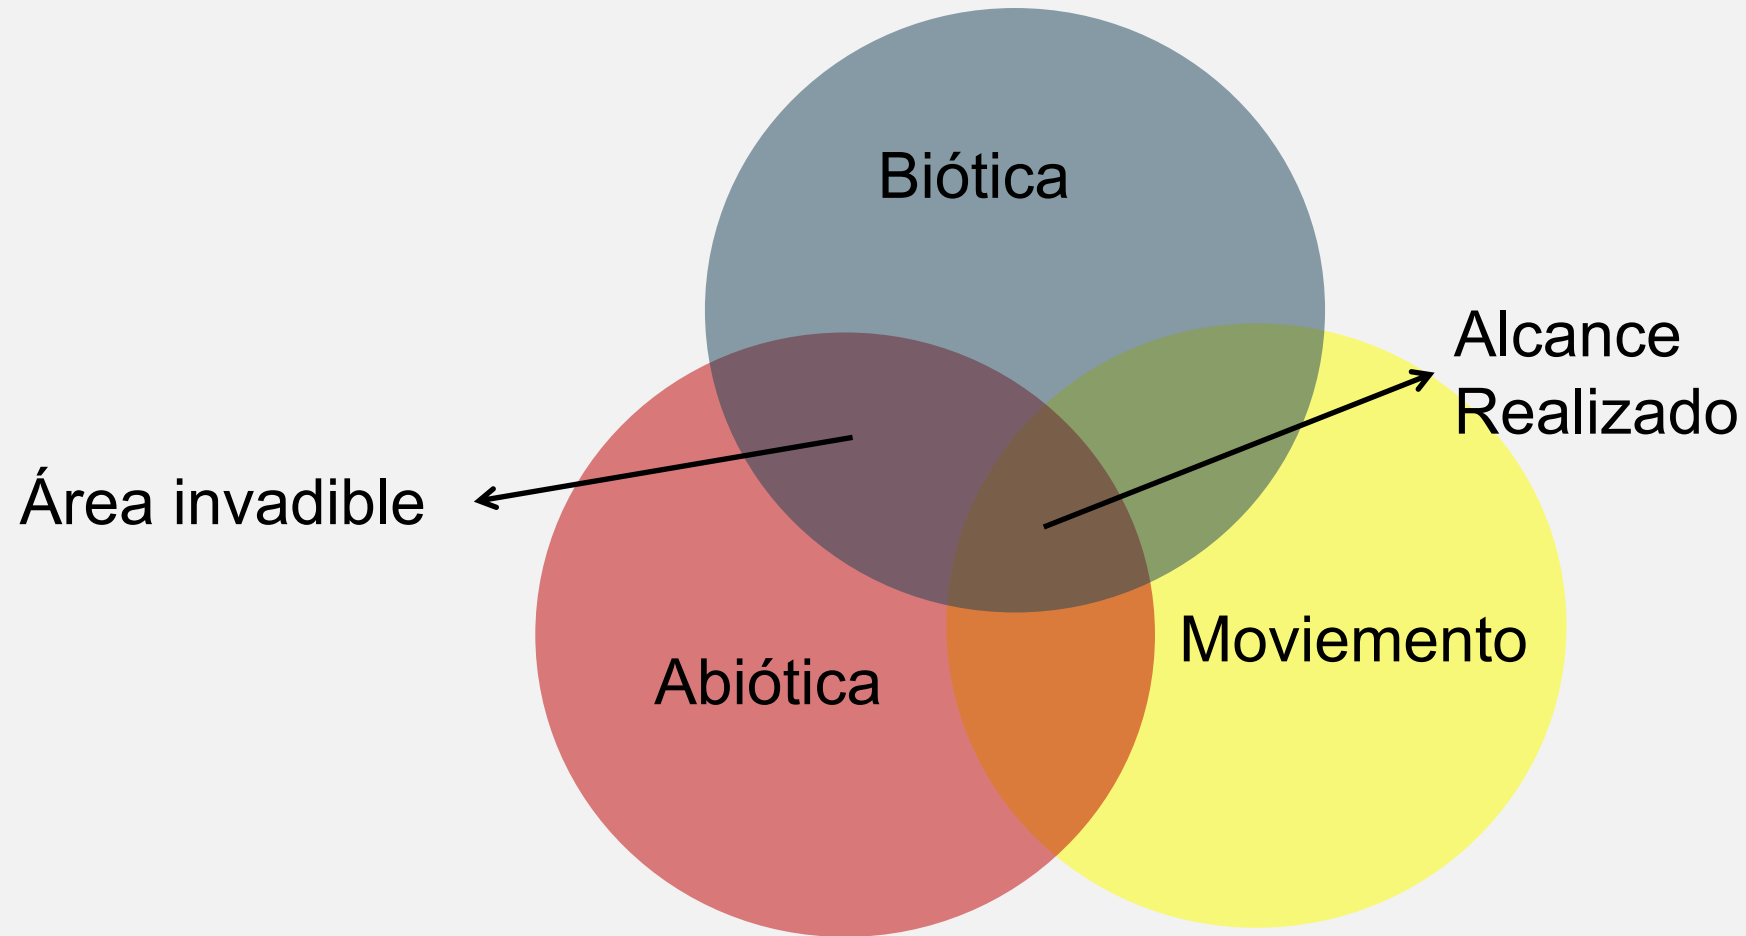 Biótica
Alcance
Realizado
Área invadible
Moviemento
Abiótica